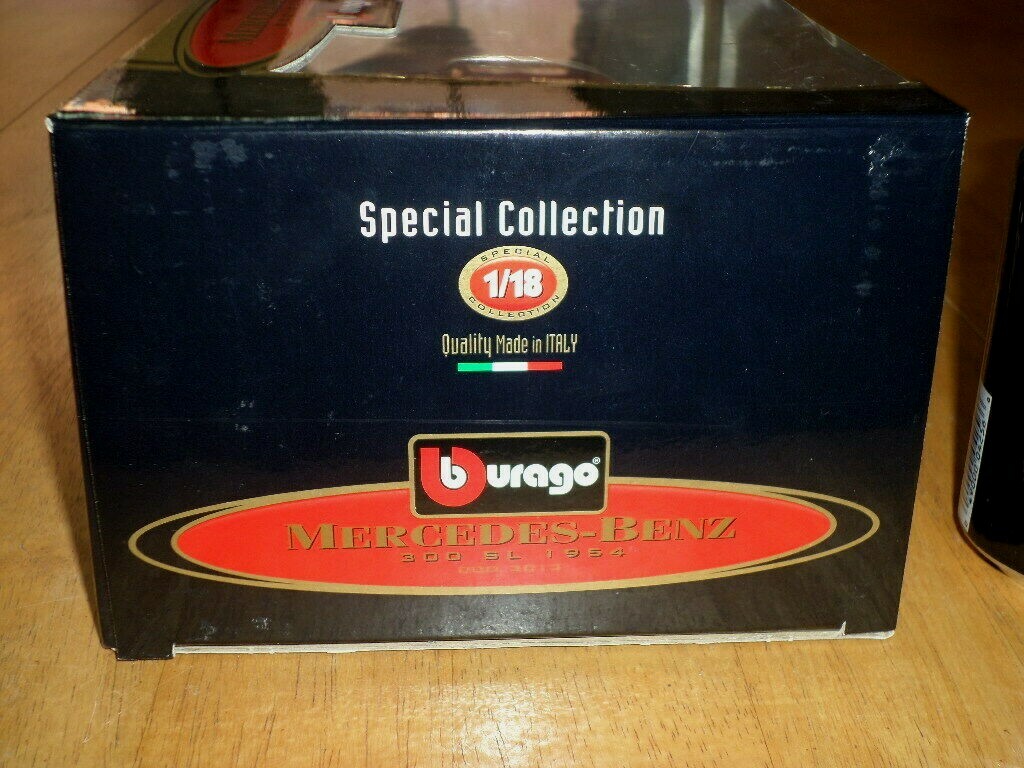 Special Collection
SPECIAL
1/18
COLLECTION
Quality Made in ITALY
burago®
MERCEDES-BENZ
300 SL 1954